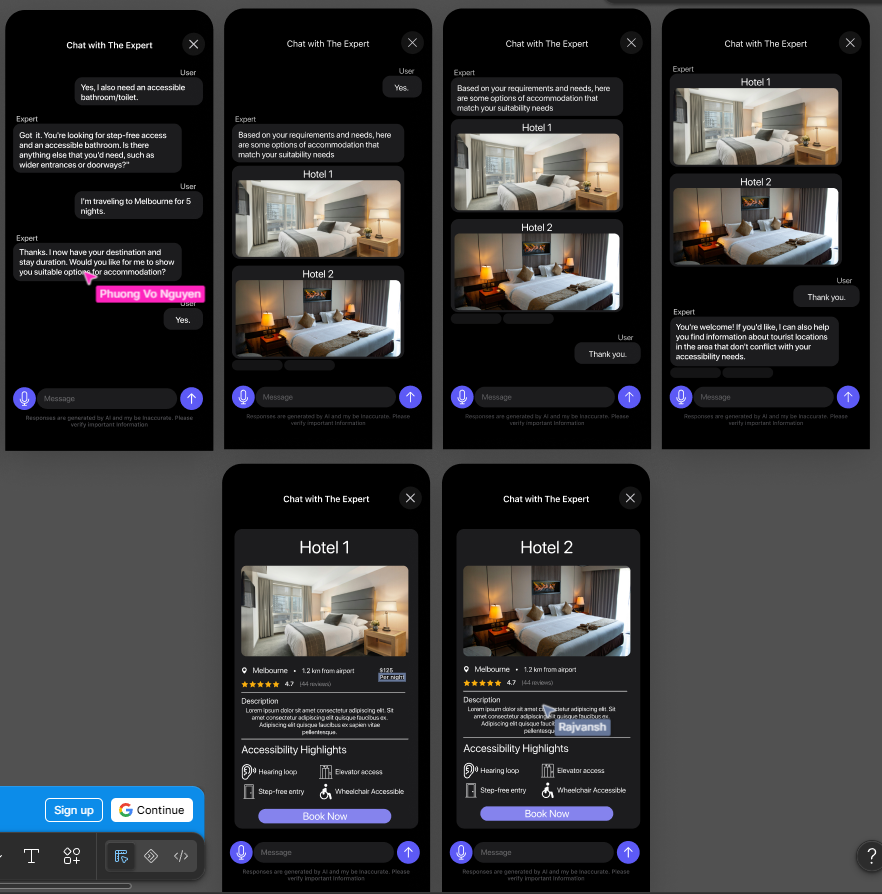 Chat with The Expert
User
Yes, I also need an accessible
bathroom/toilet.
Expert
Got it. You're looking for step-free access
and an accessible bathroom. Is there
anything else that you'd need, such as
wider entrances or doorways?"
User
I'm traveling to Melbourne for 5
nights.
Expert
Thanks. I now have your destination and
stay duration. Would you like for me to show
you suitable options for accommodation?
Phuong Vo Nguyen
User
Yes.
Message
Responses are generated by AI and my be inaccurate. Please
verify important information
Chat with The Expert
User
Yes.
Expert
Based on your requirements and needs, here
are some options of accommodation that
match your suitability needs
Hotel 1
Hotel 2
Message
Responses are generated by AI and my be inaccurate. Please
verify important information
Chat with The Expert
Expert
Based on your requirements and needs, here
are some options of accommodation that
match your suitability needs
Hotel 1
Hotel 2
User
Thank you.
Message
Responses are generated by AI and my be inaccurate. Please
verify important information
Chat with The Expert
Expert
Hotel 1
Hotel 2
User
Thank you.
Expert
You're welcome! If you'd like, I can also help
you find information about tourist locations
in the area that don't conflict with your
accessibility needs.
Message
Responses are generated by AI and my be inaccurate. Please
verify important information
Chat with The Expert
Hotel 1
Melbourne • 1.2 km from airport
$125
Per night
4.7 (44 reviews)
Description
Lorem ipsum dolor sit amet consectetur adipiscing elit. Sit
amet consectetur adipiscing elit quisque faucibus ex.
Adipiscing elit quisque faucibus ex sapien vitae
pellentesque.
Accessibility Highlights
Hearing loop
Elevator access
Step-free entry
Wheelchair Accessible
Book Now
Message
Responses are generated by AI and my be inaccurate. Please
verify important information
Chat with The Expert
Hotel 2
Melbourne • 1.2 km from airport
4.7 (44 reviews)
Description
Lorem ipsum dolor sit amet consectetur adipiscing elit. Sit
amet consectetur adipiscing elit quisque faucibus ex.
Adipiscing elit quisque
Rajvansh
Accessibility Highlights
Hearing loop
Elevator access
Step-free entry
Wheelchair Accessible
Book Now
Message
Responses are generated by AI and my be inaccurate. Please
verify important information
Sign up
Continue
T